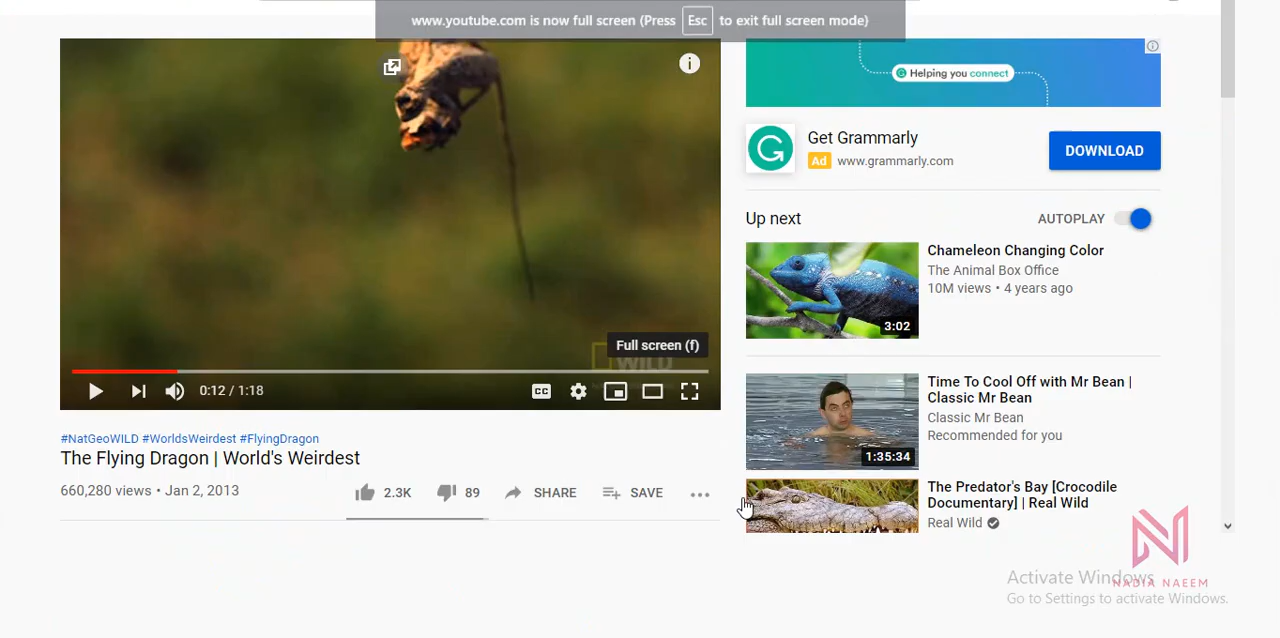 www.youtube.com is now full screen (Press Esc to exit full screen mode)
i
Full screen (f)
WILD
0:12 / 1:18
CC
#NatGeoWILD #WorldsWeirdest #FlyingDragon
The Flying Dragon | World's Weirdest
660,280 views • Jan 2, 2013
2.3K
89
SHARE
SAVE
Helping you connect
Get Grammarly
Ad www.grammarly.com
DOWNLOAD
Up next
AUTOPLAY
Chameleon Changing Color
The Animal Box Office
10M views • 4 years ago
3:02
Time To Cool Off with Mr Bean |
Classic Mr Bean
Classic Mr Bean
Recommended for you
1:35:34
The Predator's Bay [Crocodile
Documentary] | Real Wild
Real Wild
Activate Windows
NADIA NAEEM
Go to Settings to activate Windows.